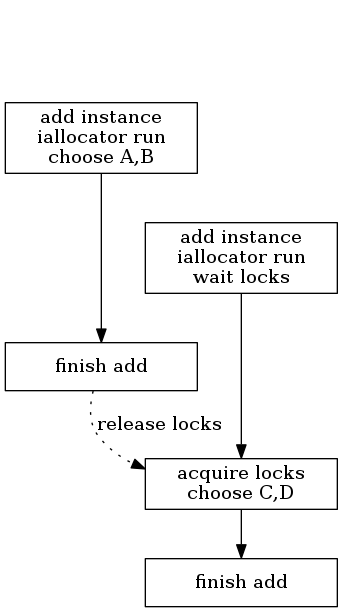 add instance
iallocator run
choose A,B
add instance
iallocator run
wait locks
finish add
release locks
acquire locks
choose C,D
finish add